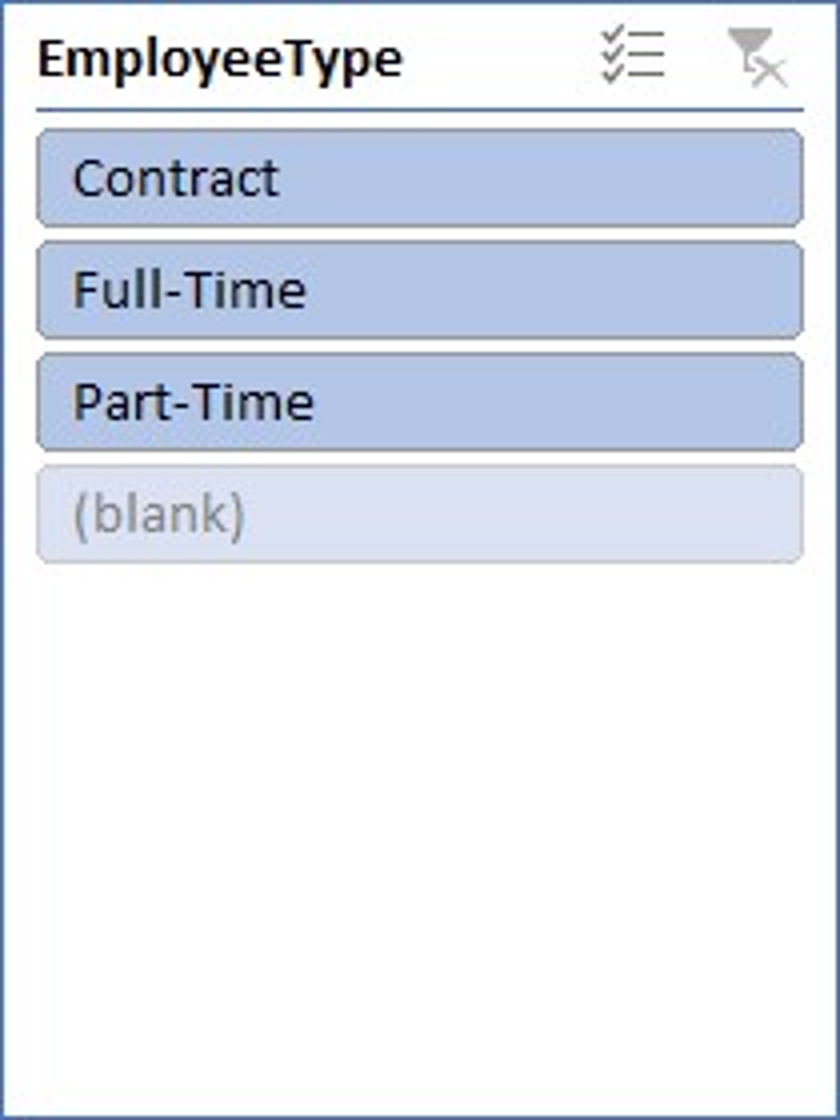 EmployeeType
Contract
Full-Time
Part-Time
(blank)